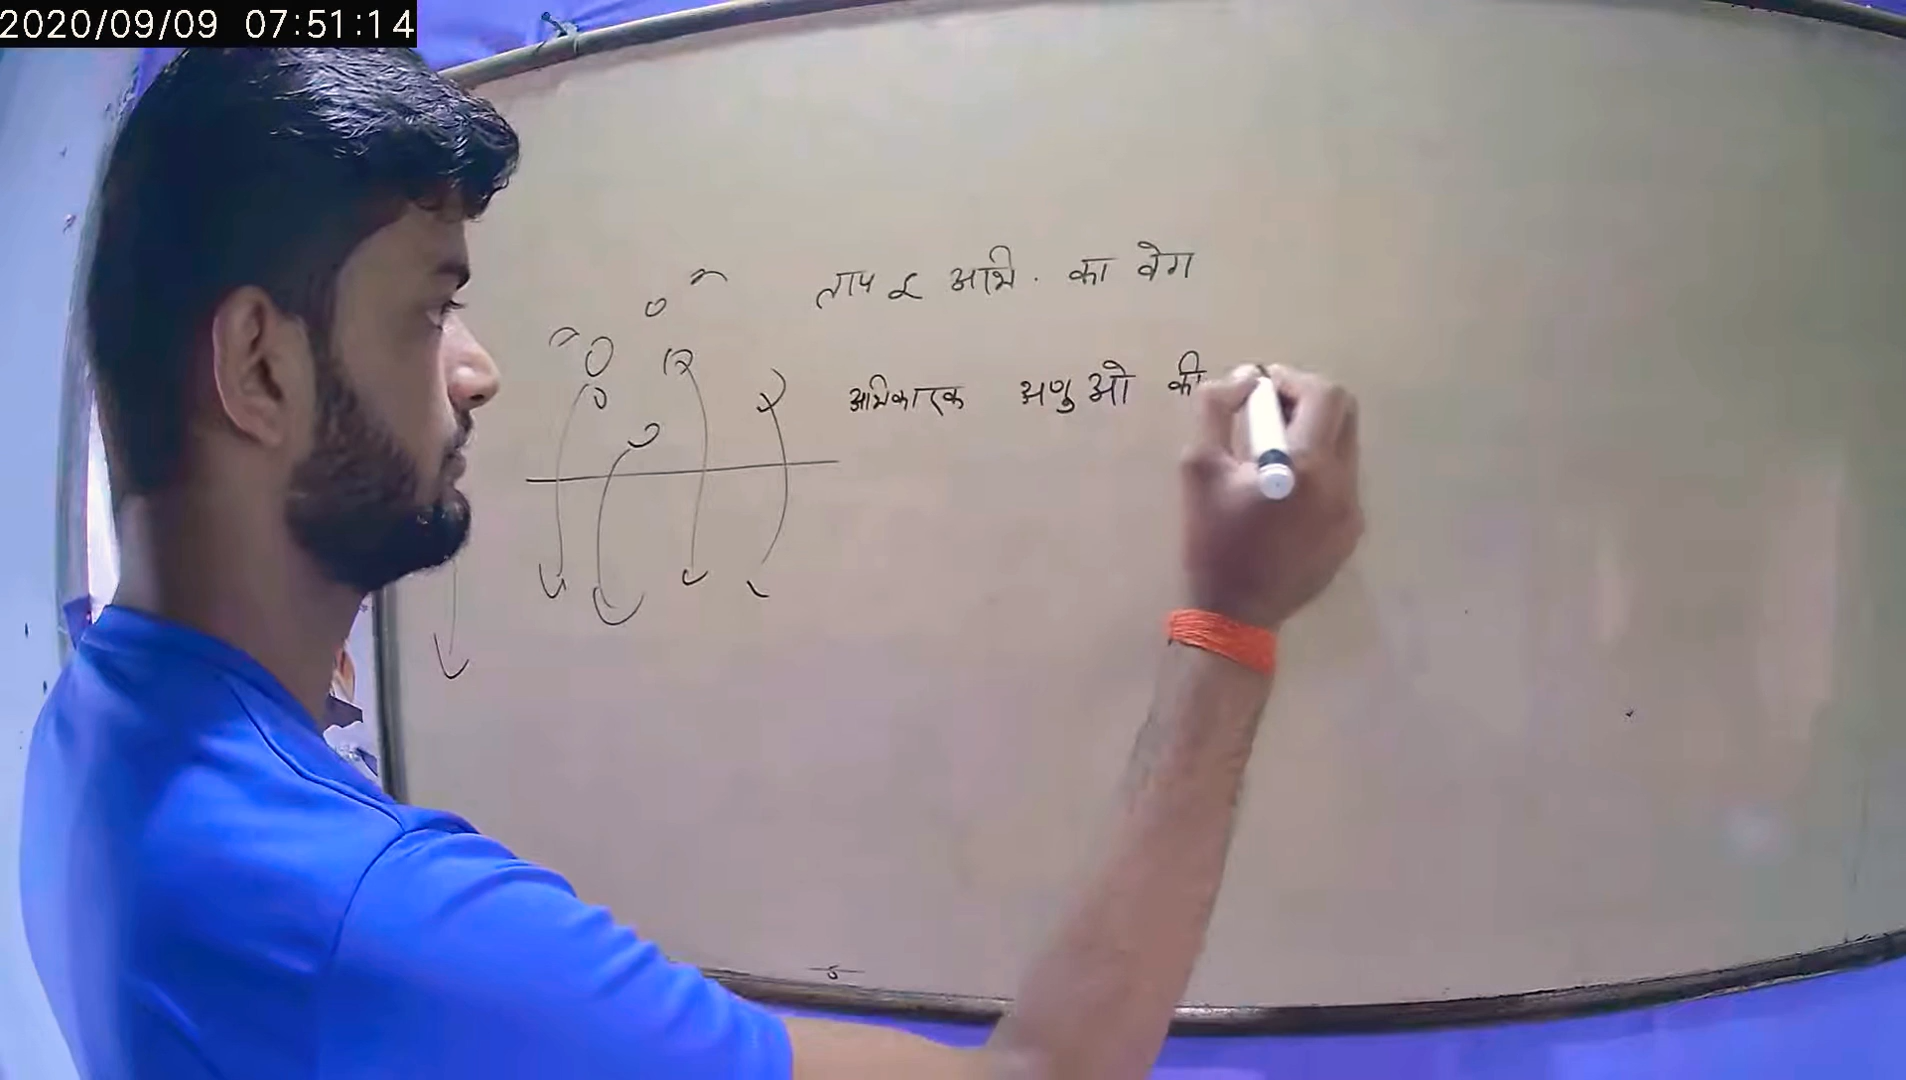 2020/09/09 07:51:14
ताप ∝ अभि. का वेग
अभिकारक अणुओ की